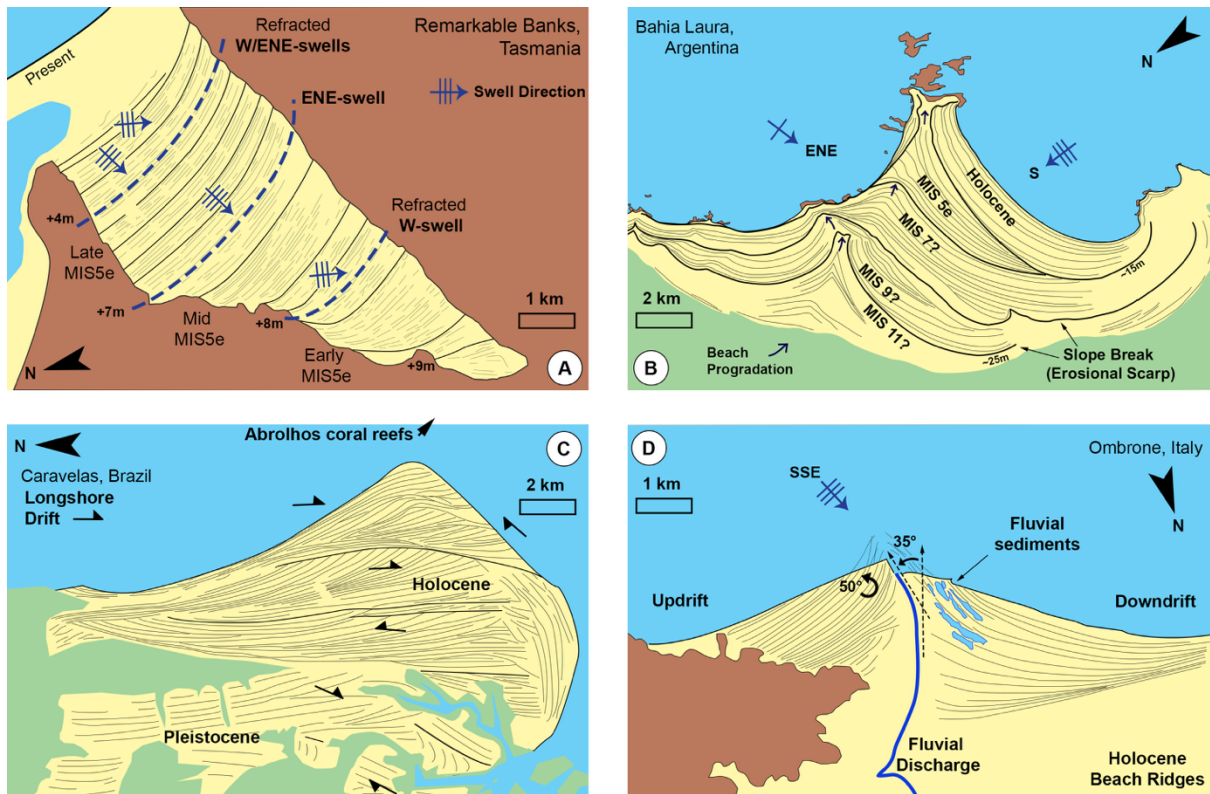 Refracted
W/ENE-swells
Remarkable Banks,
Tasmania
Present
Swell Direction
ENE-swell
Refracted
W-swell
+4m
Late
MIS5e
+7m
Mid
MIS5e
+8m
Early
MIS5e
+9m
1 km
N
A
Bahia Laura,
Argentina
N
ENE
S
Holocene
MIS 5e
MIS 7?
MIS 9?
MIS 11?
~15m
~25m
2 km
Beach
Progradation
Slope Break
(Erosional Scarp)
B
Abrolhos coral reefs
N
C
Caravelas, Brazil
Longshore
Drift
2 km
Holocene
Pleistocene
D
Ombrone, Italy
1 km
SSE
N
35°
Fluvial
sediments
50°
Updrift
Downdrift
Fluvial
Discharge
Holocene
Beach Ridges